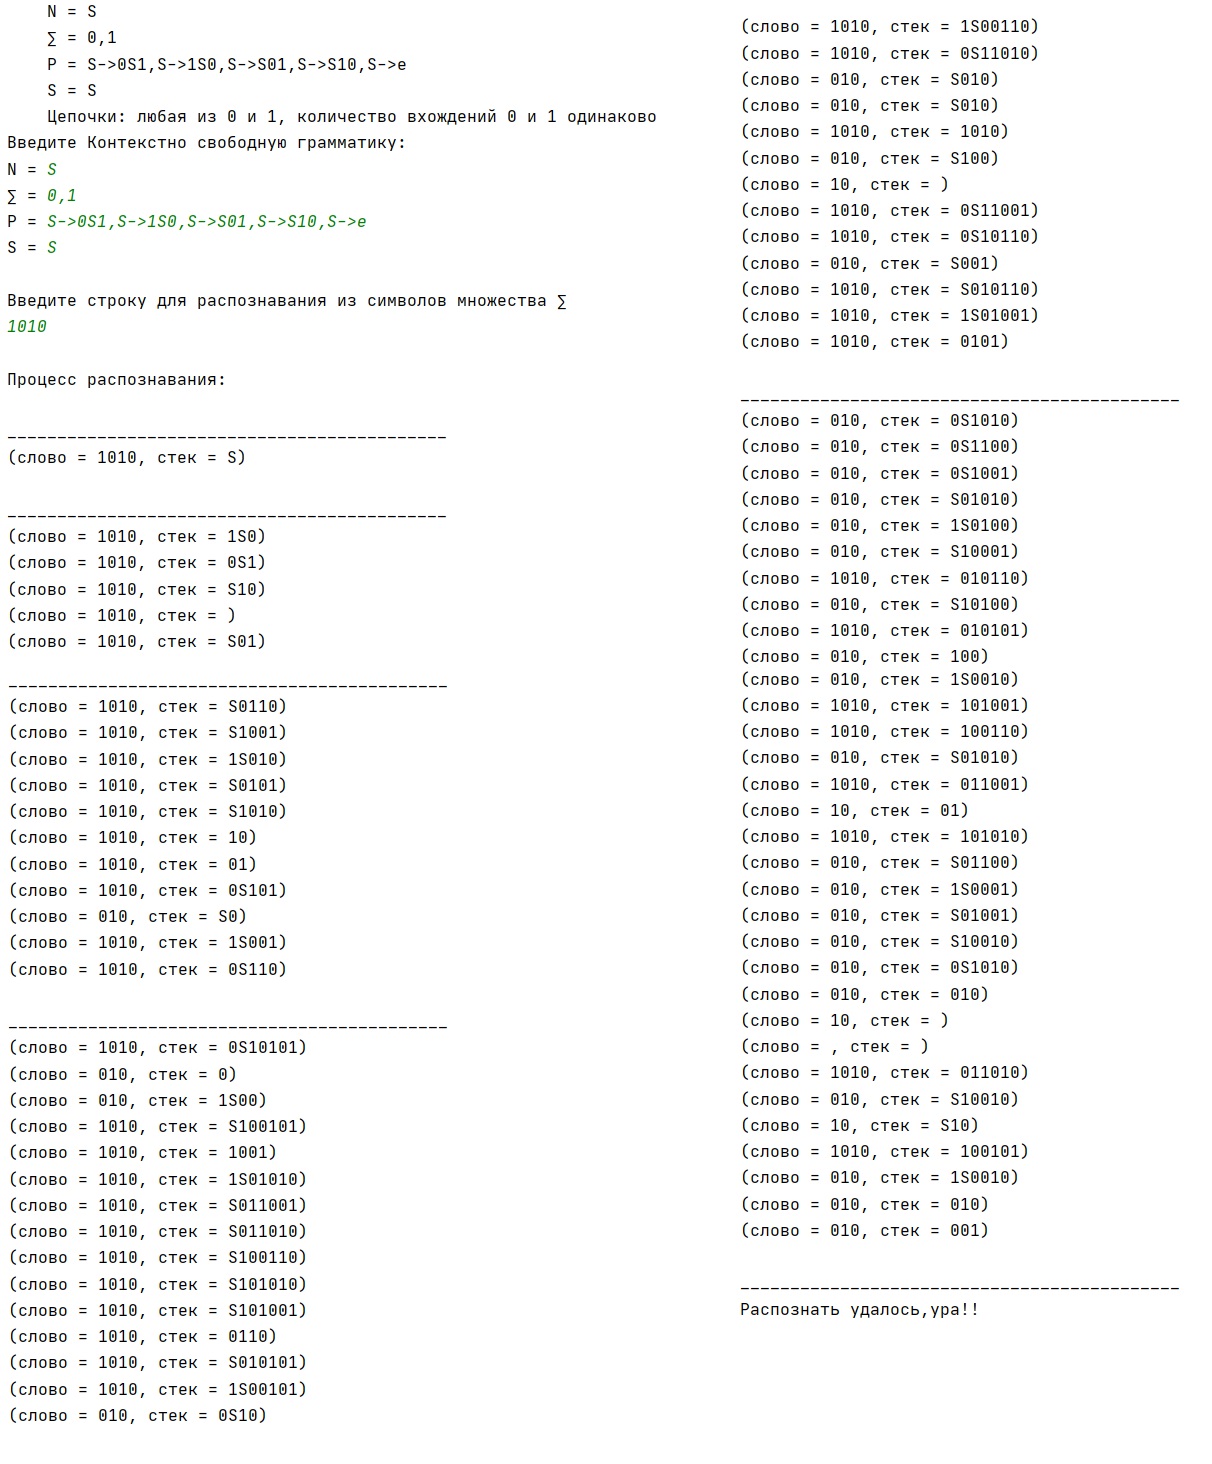 N = S
∑ = 0,1
P = S->0S1,S->1S0,S->S01,S->S10,S->e
S = S
Цепочки: любая из 0 и 1, количество вхождений 0 и 1 одинаково
Введите Контекстно свободную грамматику:
N = S
∑ = 0,1
P = S->0S1,S->1S0,S->S01,S->S10,S->e
S = S
Введите строку для распознавания из символов множества ∑
1010
Процесс распознавания:
____________________________________________
(слово = 1010, стек = S)
____________________________________________
(слово = 1010, стек = 1S0)
(слово = 1010, стек = 0S1)
(слово = 1010, стек = S10)
(слово = 1010, стек = )
(слово = 1010, стек = S01)
____________________________________________
(слово = 1010, стек = S0110)
(слово = 1010, стек = S1001)
(слово = 1010, стек = 1S010)
(слово = 1010, стек = S0101)
(слово = 1010, стек = S1010)
(слово = 1010, стек = 10)
(слово = 1010, стек = 01)
(слово = 1010, стек = 0S101)
(слово = 010, стек = S0)
(слово = 1010, стек = 1S001)
(слово = 1010, стек = 0S110)
____________________________________________
(слово = 1010, стек = 0S10101)
(слово = 010, стек = 0)
(слово = 010, стек = 1S00)
(слово = 1010, стек = S100101)
(слово = 1010, стек = 1001)
(слово = 1010, стек = 1S01010)
(слово = 1010, стек = S011001)
(слово = 1010, стек = S011010)
(слово = 1010, стек = S100110)
(слово = 1010, стек = S101010)
(слово = 1010, стек = S101001)
(слово = 1010, стек = 0110)
(слово = 1010, стек = S010101)
(слово = 1010, стек = 1S00101)
(слово = 010, стек = 0S10)
(слово = 1010, стек = 1S00110)
(слово = 1010, стек = 0S11010)
(слово = 010, стек = S010)
(слово = 010, стек = S010)
(слово = 1010, стек = 1010)
(слово = 010, стек = S100)
(слово = 10, стек = )
(слово = 1010, стек = 0S11001)
(слово = 1010, стек = 0S10110)
(слово = 010, стек = S001)
(слово = 1010, стек = S010110)
(слово = 1010, стек = 1S01001)
(слово = 1010, стек = 0101)
____________________________________________
(слово = 010, стек = 0S1010)
(слово = 010, стек = 0S1100)
(слово = 010, стек = 0S1001)
(слово = 010, стек = S01010)
(слово = 010, стек = 1S0100)
(слово = 010, стек = S10001)
(слово = 1010, стек = 010110)
(слово = 010, стек = S10100)
(слово = 1010, стек = 010101)
(слово = 010, стек = 100)
(слово = 010, стек = 1S0010)
(слово = 1010, стек = 101001)
(слово = 1010, стек = 100110)
(слово = 010, стек = S01010)
(слово = 1010, стек = 011001)
(слово = 10, стек = 01)
(слово = 1010, стек = 101010)
(слово = 010, стек = S01100)
(слово = 010, стек = 1S0001)
(слово = 010, стек = S01001)
(слово = 010, стек = S10010)
(слово = 010, стек = 0S1010)
(слово = 010, стек = 010)
(слово = 10, стек = )
(слово = , стек = )
(слово = 1010, стек = 011010)
(слово = 010, стек = S10010)
(слово = 10, стек = S10)
(слово = 1010, стек = 100101)
(слово = 010, стек = 1S0010)
(слово = 010, стек = 010)
(слово = 010, стек = 001)
____________________________________________
Распознать удалось,ура!!